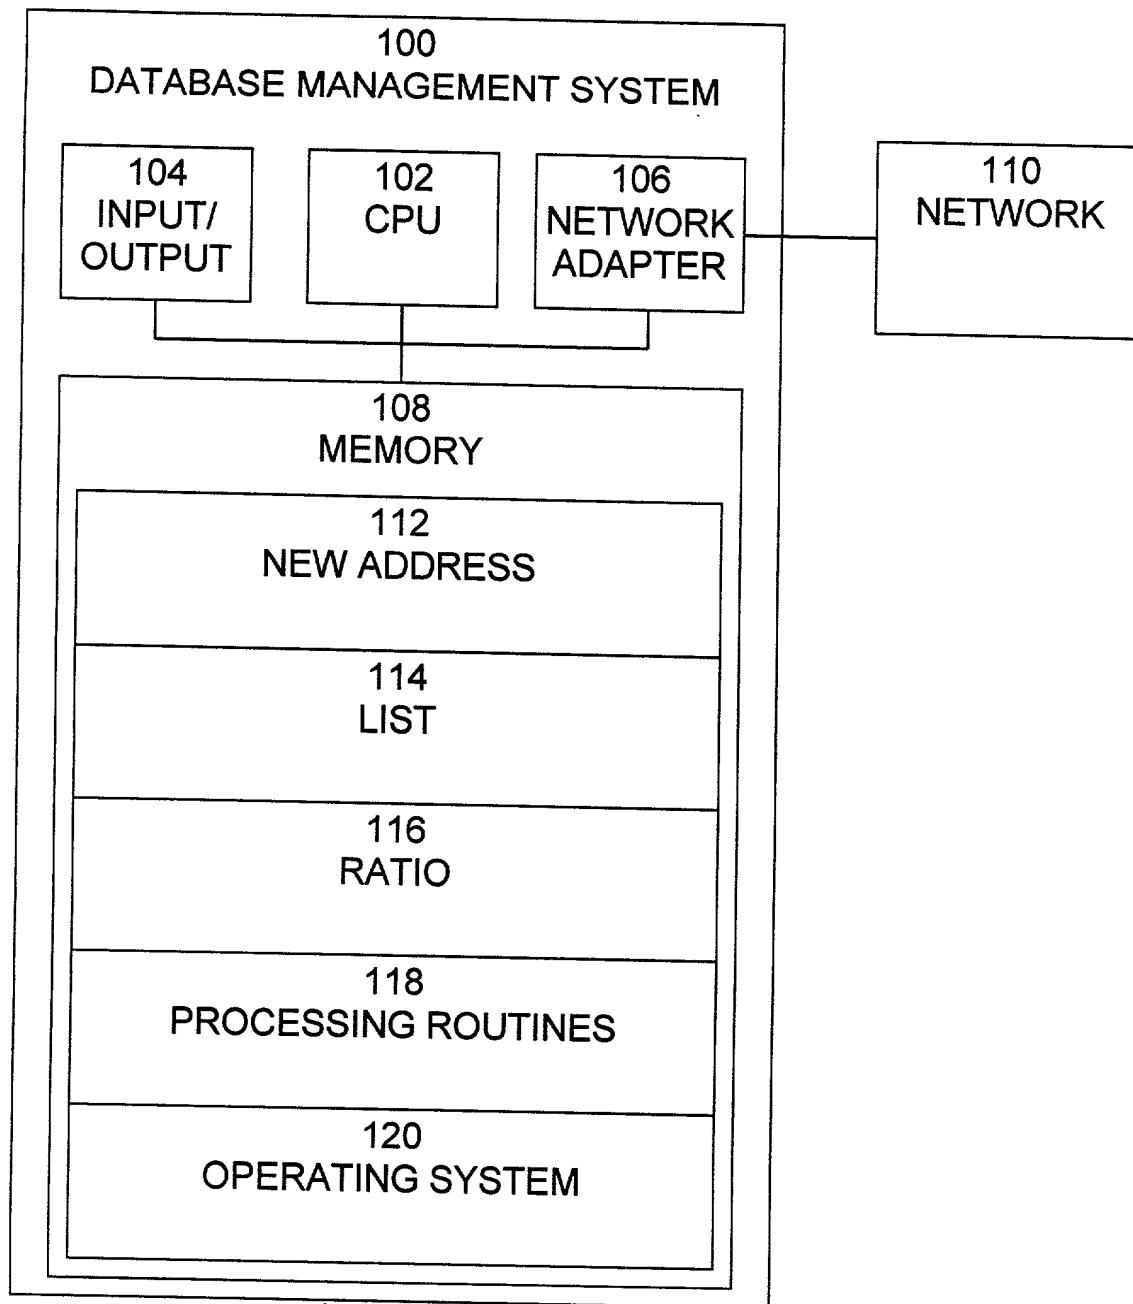 100
DATABASE MANAGEMENT SYSTEM
104
INPUT/
OUTPUT
102
CPU
106
NETWORK
ADAPTER
110
NETWORK
108
MEMORY
112
NEW ADDRESS
114
LIST
116
RATIO
118
PROCESSING ROUTINES
120
OPERATING SYSTEM